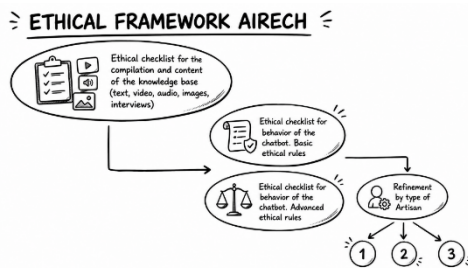 ETHICAL FRAMEWORK AIRECH
Ethical checklist for the
compilation and content
of the knowledge base
(text, video, audio, images,
interviews)
Ethical checklist for
behavior of the
chatbot. Basic
ethical rules
Ethical checklist for
behavior of the
chatbot. Advanced
ethical rules
Refinement
by type of
Artisan
1
2
3